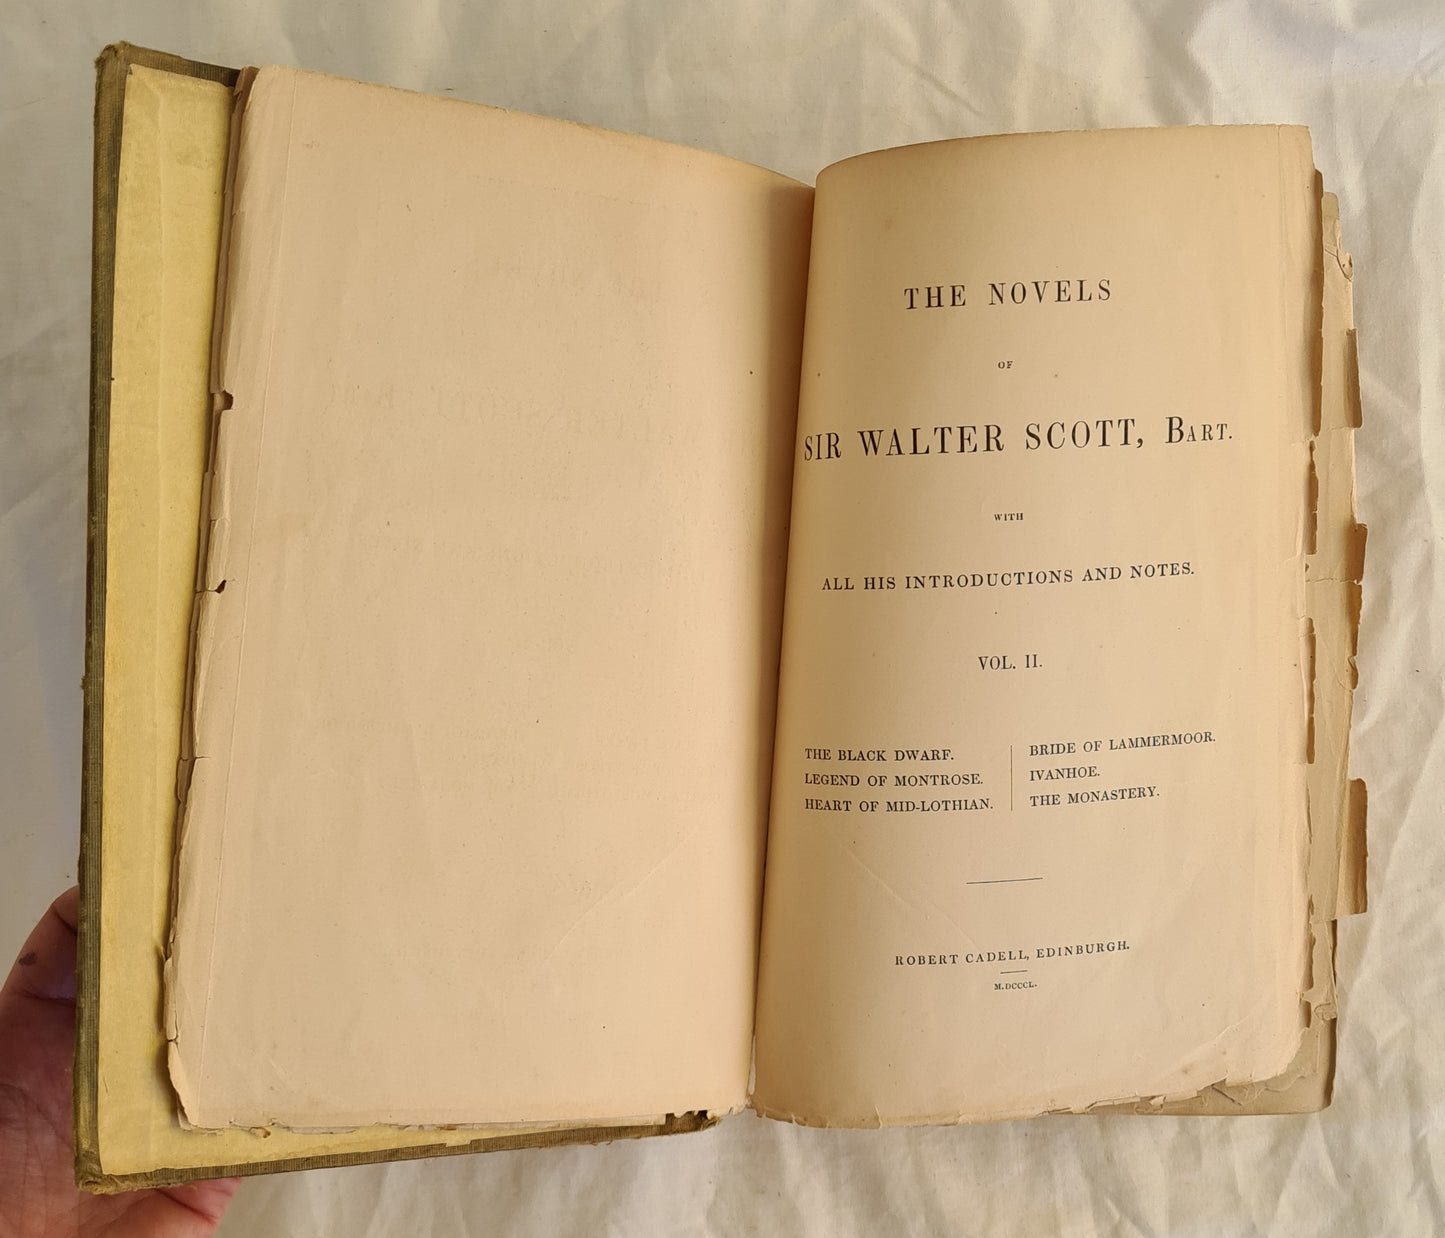 THE NOVELS
OF
SIR WALTER SCOTT, BART.
WITH
ALL HIS INTRODUCTIONS AND NOTES.
VOL. II.
THE BLACK DWARF.
LEGEND OF MONTROSE.
HEART OF MID-LOTHIAN.
BRIDE OF LAMMERMOOR.
IVANHOE.
THE MONASTERY.
ROBERT CADELL, EDINBURGH.
M.DCCCL.